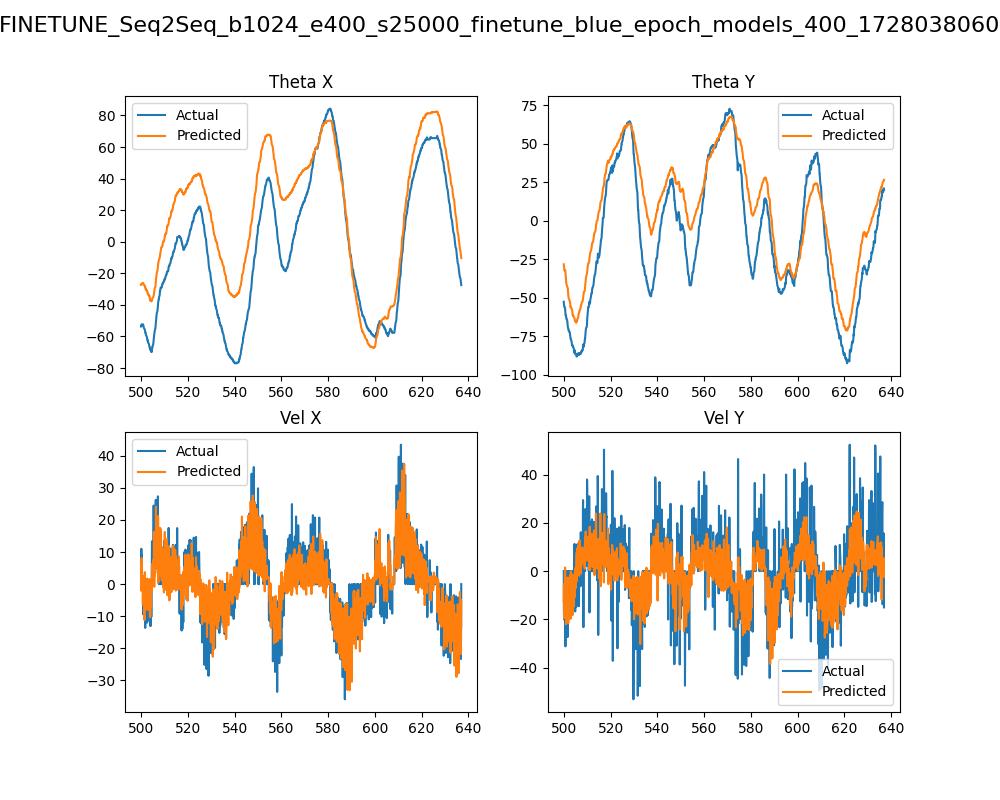 FINETUNE_Seq2Seq_b1024_e400_s25000_finetune_blue_epoch_models_400_1728038060
Theta X
Actual
Predicted
80
60
40
20
0
−20
−40
−60
−80
500 520 540 560 580 600 620 640
Theta Y
Actual
Predicted
75
50
25
0
−25
−50
−75
−100
500 520 540 560 580 600 620 640
Vel X
Actual
Predicted
40
30
20
10
0
−10
−20
−30
500 520 540 560 580 600 620 640
Vel Y
40
20
0
−20
−40
Actual
Predicted
500 520 540 560 580 600 620 640